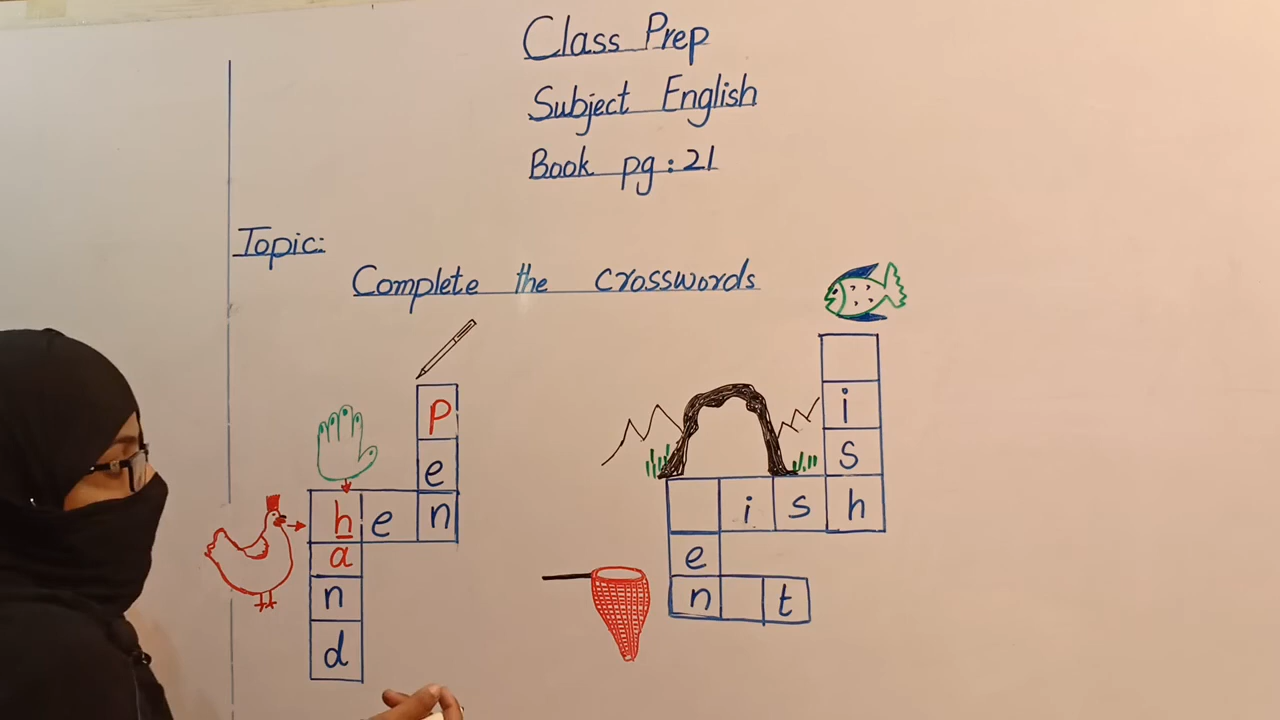 Class Prep
Subject English
Book pg: 21
Topic:
Complete the crosswords
p
e
h e n
a
n
d
i
s
i s h
e
n t